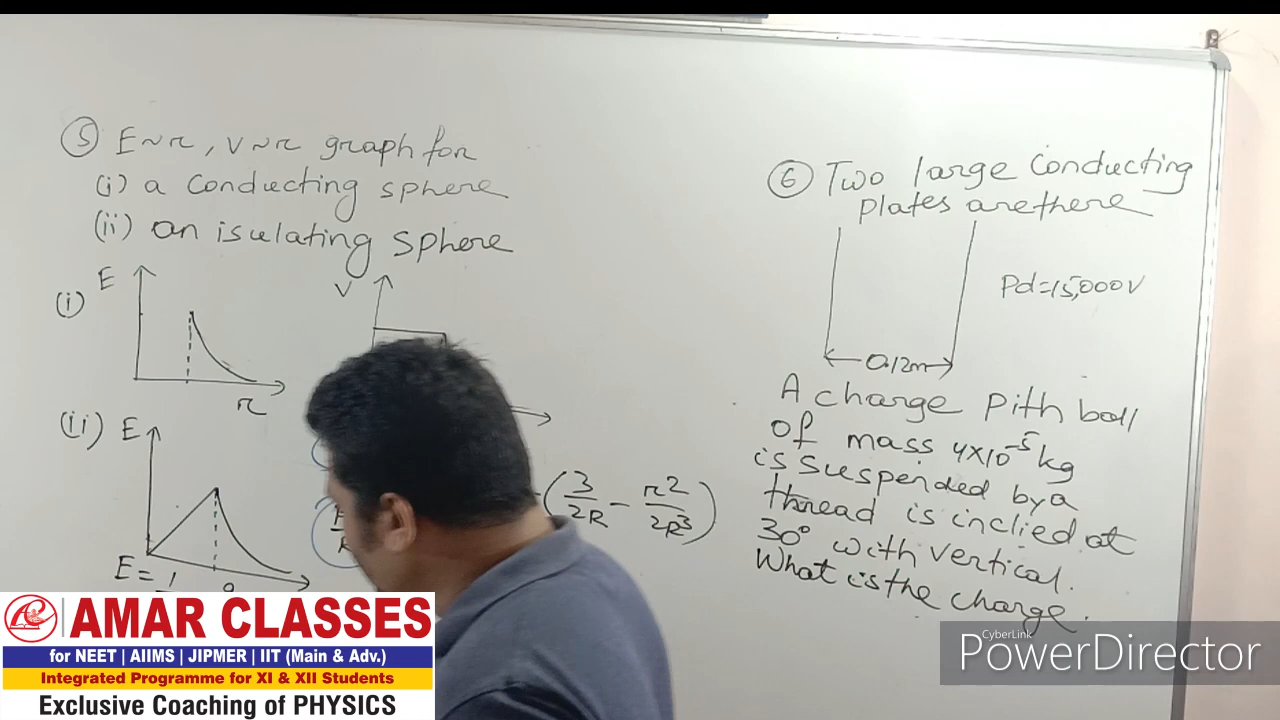 ⑤ E~r, V~r graph for
(i) a conducting sphere
(ii) an isulating sphere
(i) E
r
V
(ii) E
E = 1
(3/2R - r²/2R³)
⑥ Two large conducting
plates are there
Pd=15,000V
0.12m
A charge pith ball
of mass 4x10⁻⁵ kg
is suspended by a
thread is inclied at
30° with vertical.
What is the charge.
AMAR CLASSES
for NEET | AIIMS | JIPMER | IIT (Main & Adv.)
Integrated Programme for XI & XII Students
Exclusive Coaching of PHYSICS
CyberLink
PowerDirector